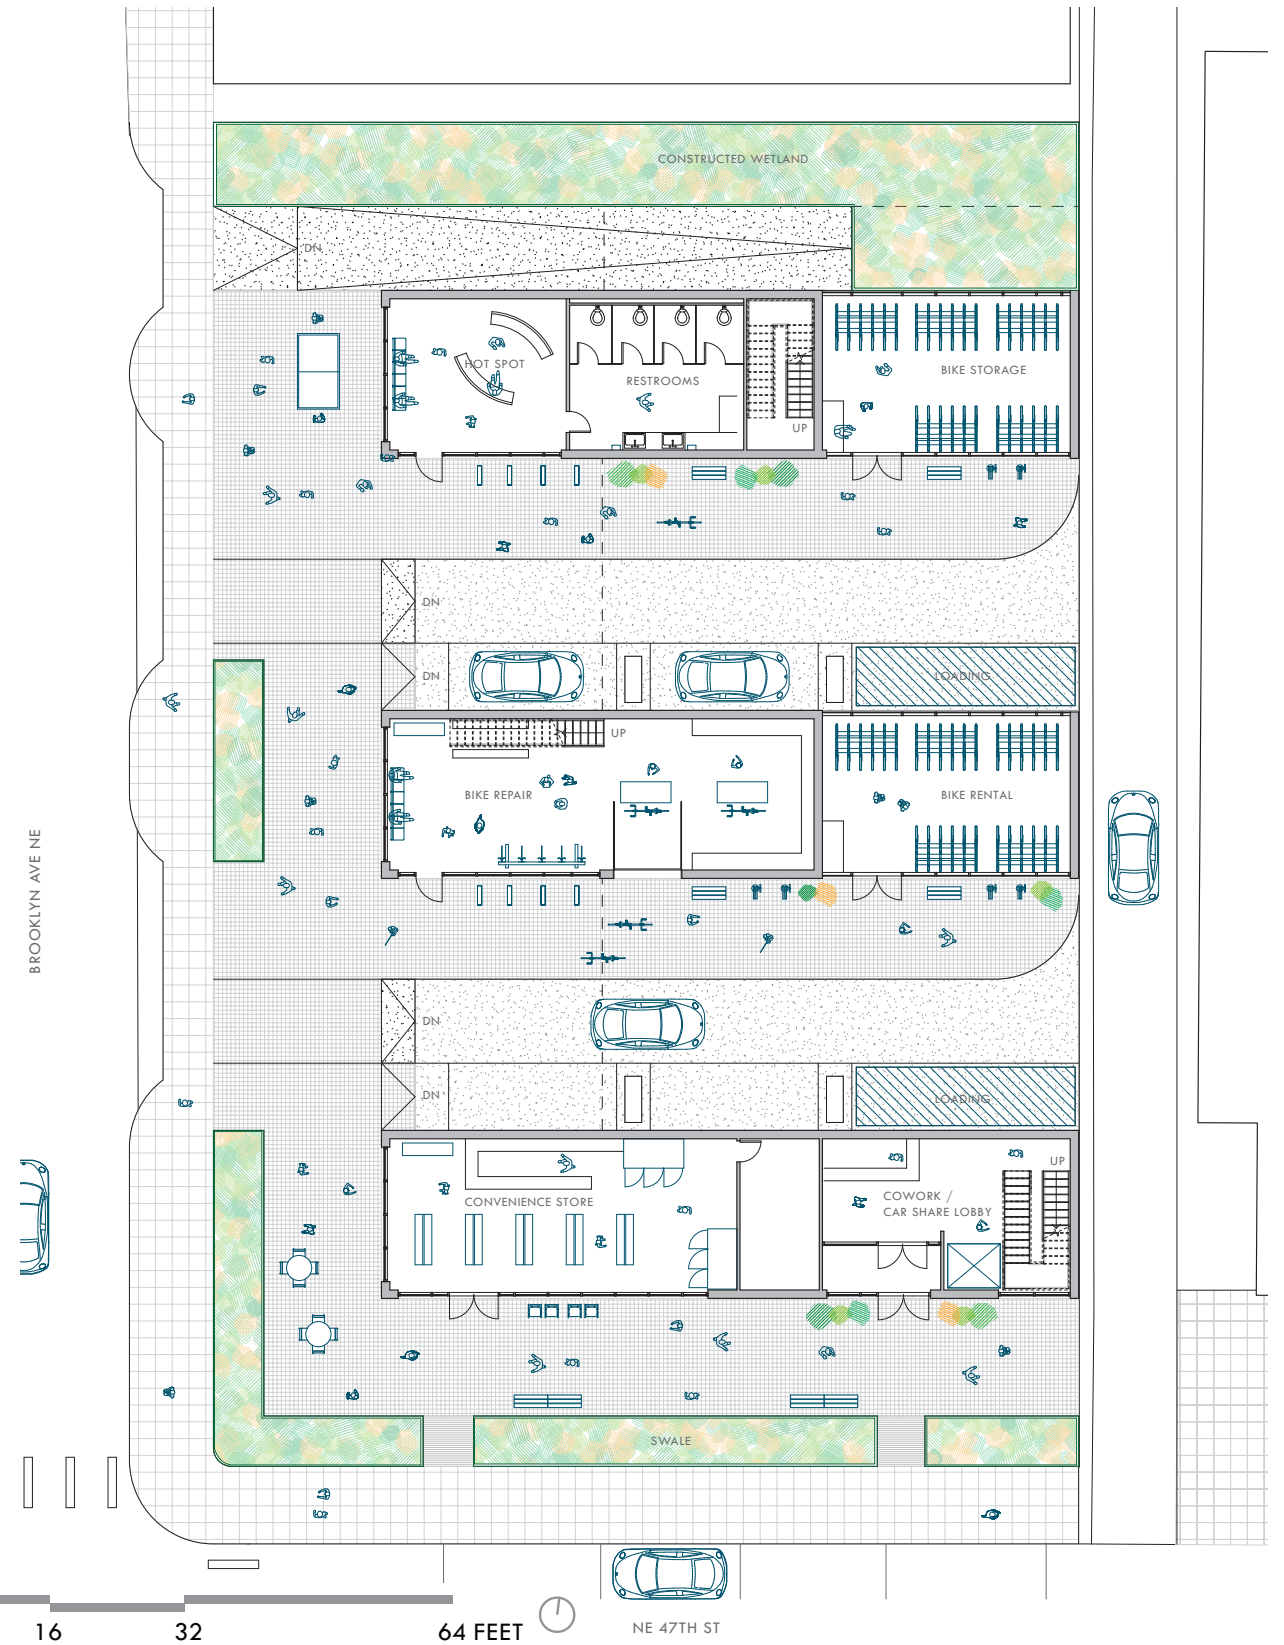 CONSTRUCTED WETLAND
DN
HOT SPOT
RESTROOMS
UP
BIKE STORAGE
DN
DN
LOADING
UP
BIKE REPAIR
BIKE RENTAL
BROOKLYN AVE NE
DN
DN
LOADING
UP
CONVENIENCE STORE
COWORK /
CAR SHARE LOBBY
SWALE
16
32
64 FEET
NE 47TH ST